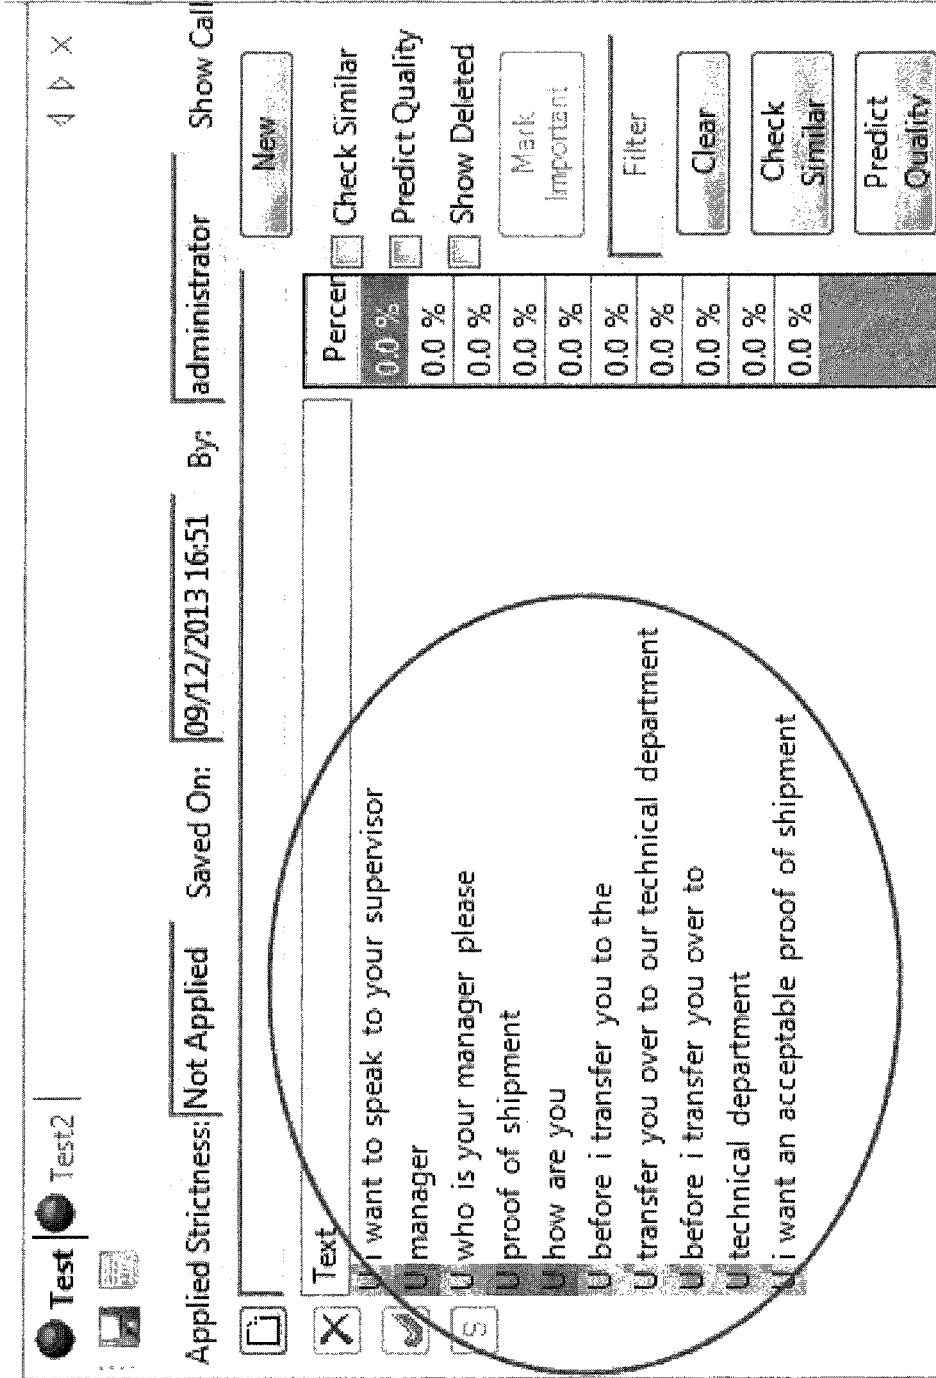 Test Test2
Applied Strictness: Not Applied Saved On: 09/12/2013 16:51 By: administrator Show Call
New
Text Percen
U i want to speak to your supervisor 0.0 %
U manager 0.0 %
U who is your manager please 0.0 %
U proof of shipment 0.0 %
U how are you 0.0 %
U before i transfer you to the 0.0 %
U transfer you over to our technical department 0.0 %
U before i transfer you over to 0.0 %
U technical department 0.0 %
U i want an acceptable proof of shipment 0.0 %
S
Check Similar
Predict Quality
Show Deleted
Mark
Important
Filter
Clear
Check
Similar
Predict
Quality